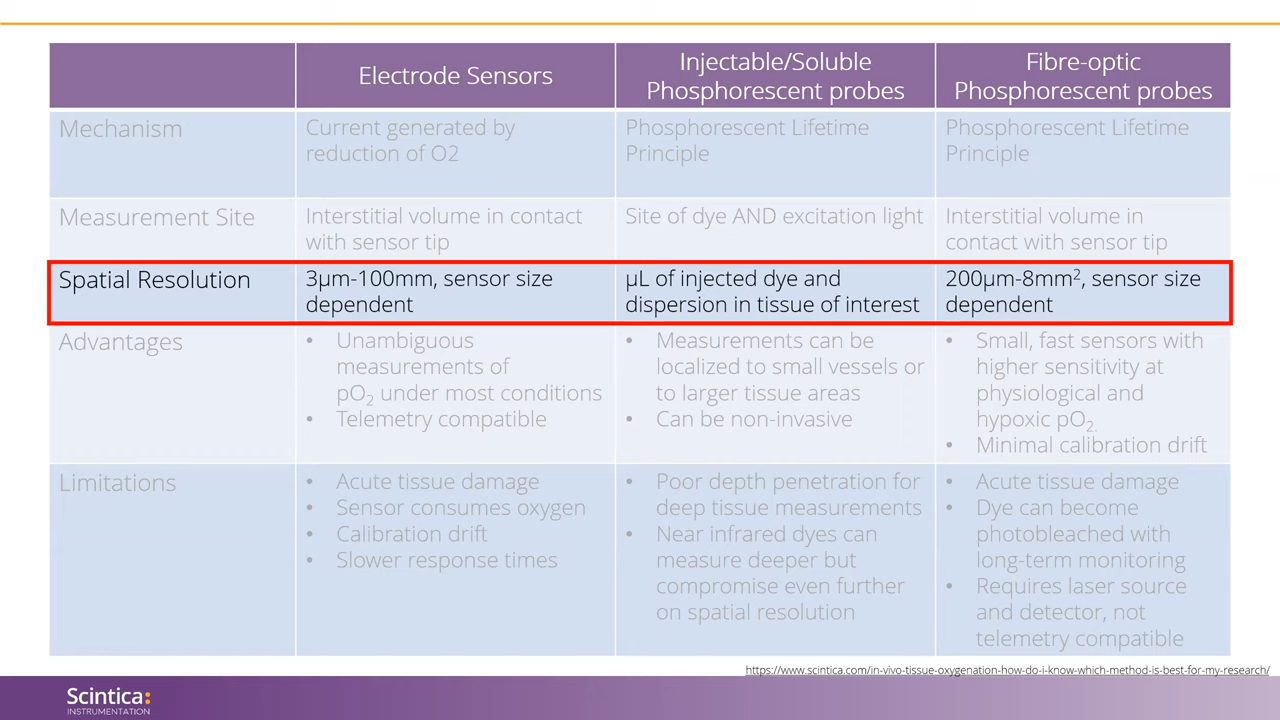 Electrode Sensors
Injectable/Soluble
Phosphorescent probes
Fibre-optic
Phosphorescent probes
Mechanism
Current generated by
reduction of O2
Phosphorescent Lifetime
Principle
Phosphorescent Lifetime
Principle
Measurement Site
Interstitial volume in contact
with sensor tip
Site of dye AND excitation light
Interstitial volume in
contact with sensor tip
Spatial Resolution
3µm-100mm, sensor size
dependent
µL of injected dye and
dispersion in tissue of interest
200µm-8mm², sensor size
dependent
Advantages
• Unambiguous
measurements of
pO₂ under most conditions
• Telemetry compatible
• Measurements can be
localized to small vessels or
to larger tissue areas
• Can be non-invasive
• Small, fast sensors with
higher sensitivity at
physiological and
hypoxic pO₂.
• Minimal calibration drift
Limitations
• Acute tissue damage
• Sensor consumes oxygen
• Calibration drift
• Slower response times
• Poor depth penetration for
deep tissue measurements
• Near infrared dyes can
measure deeper but
compromise even further
on spatial resolution
• Acute tissue damage
• Dye can become
photobleached with
long-term monitoring
• Requires laser source
and detector, not
telemetry compatible
https://www.scintica.com/in-vivo-tissue-oxygenation-how-do-i-know-which-method-is-best-for-my-research/
Scintica:
INSTRUMENTATION